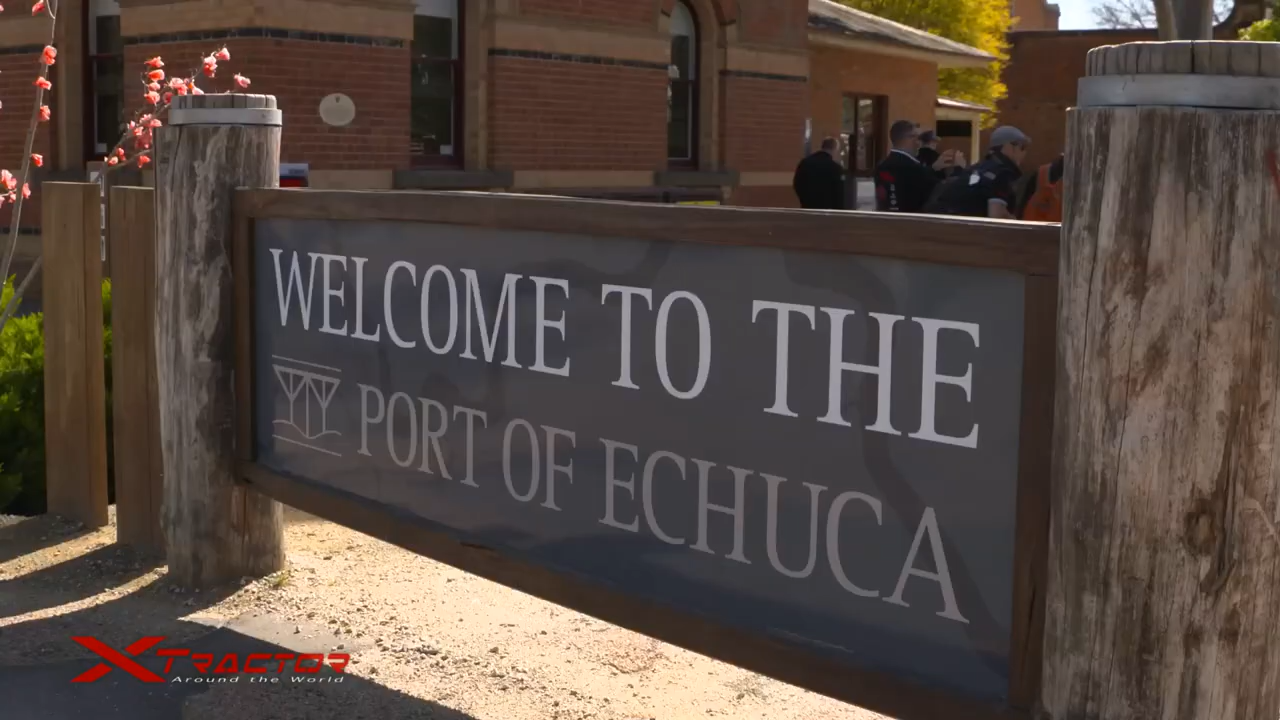 WELCOME TO THE
PORT OF ECHUCA
XTRACTOR
Around the World